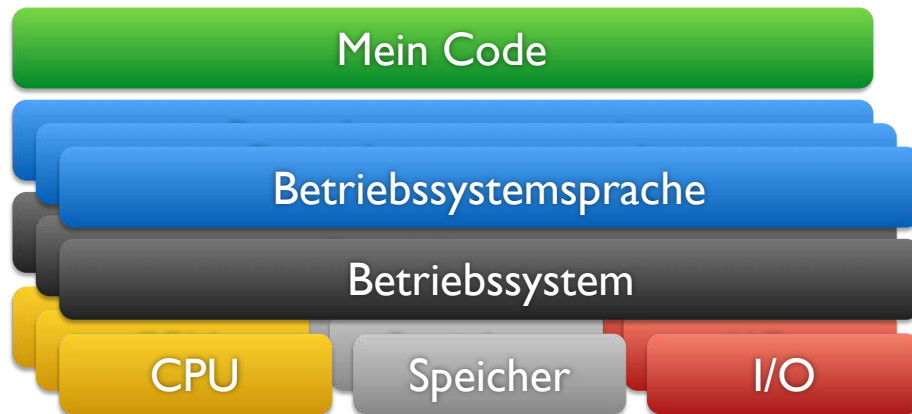 Mein Code
Betriebssystemsprache
Betriebssystem
CPU
Speicher
I/O